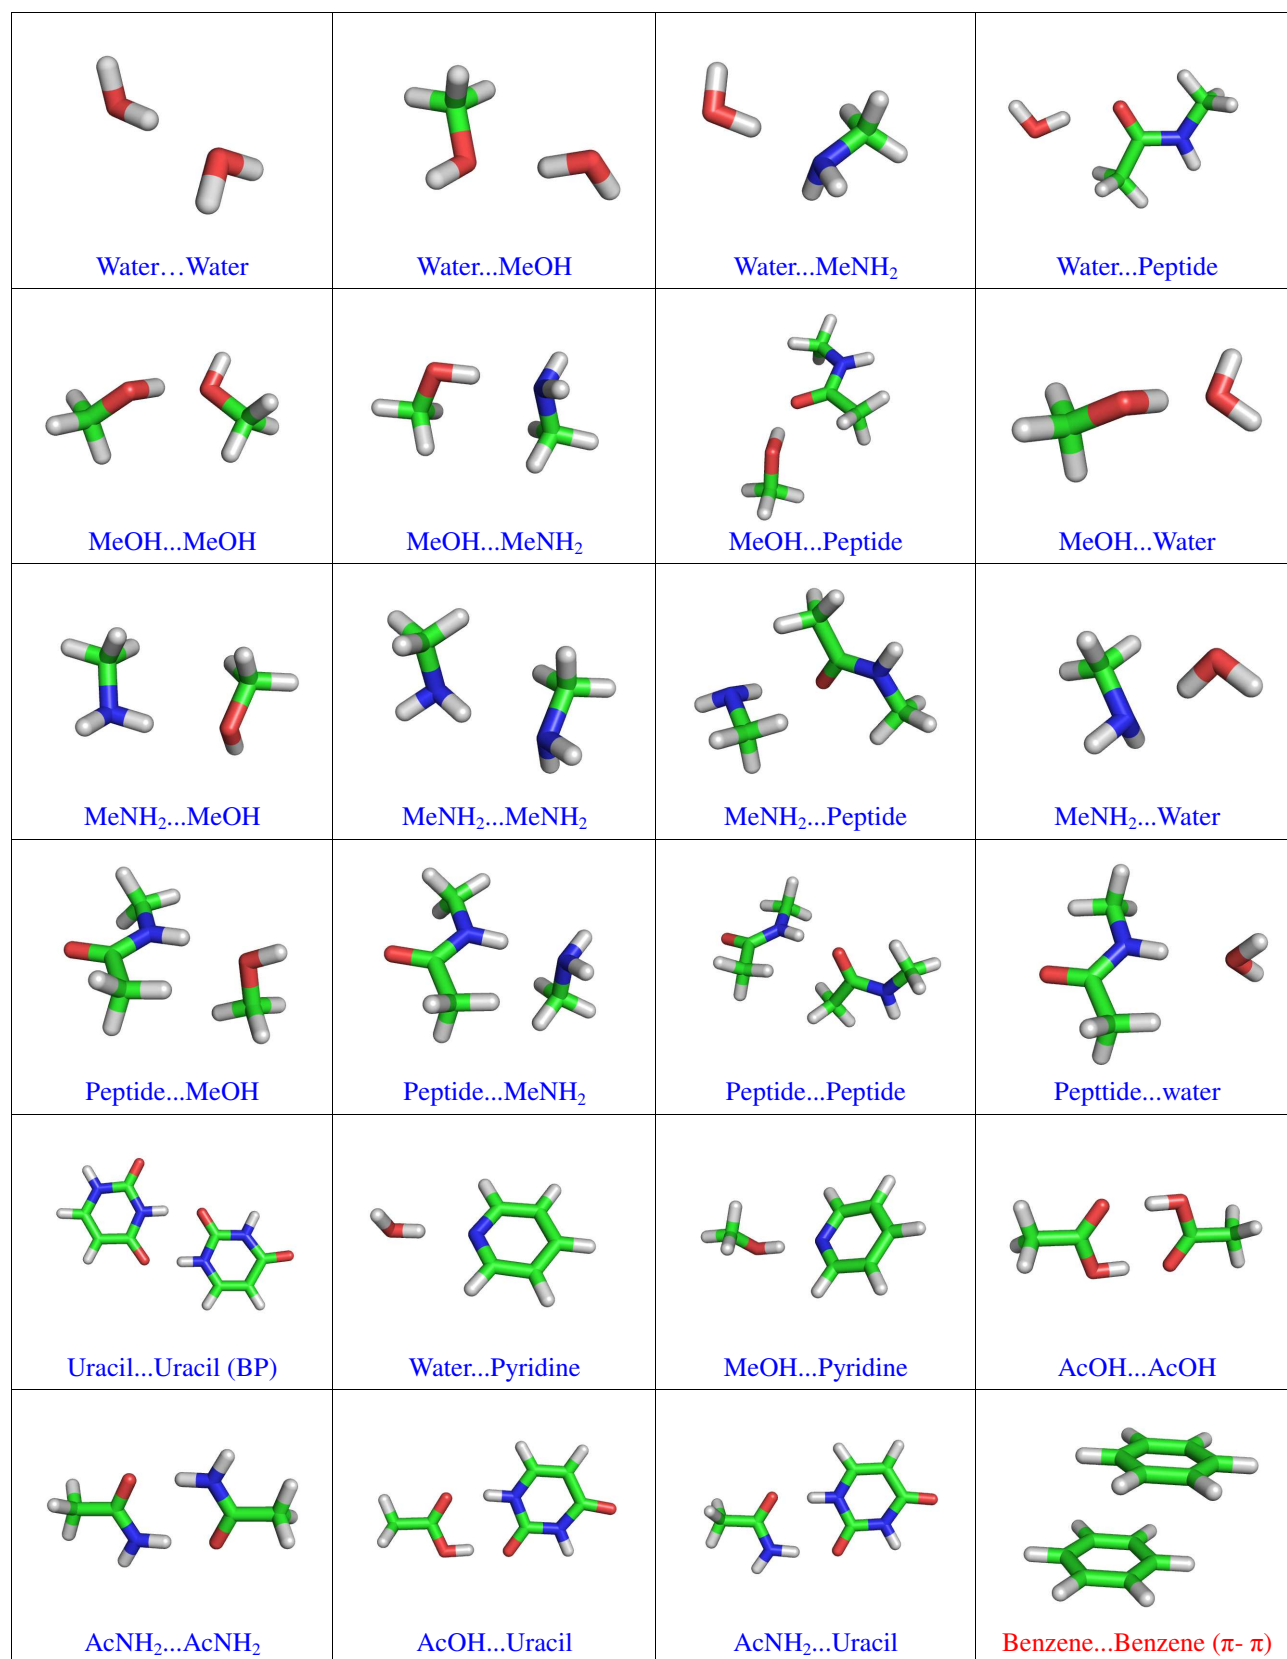 Water…Water
Water...MeOH
Water...MeNH₂
Water...Peptide
MeOH...MeOH
MeOH...MeNH₂
MeOH...Peptide
MeOH...Water
MeNH₂...MeOH
MeNH₂...MeNH₂
MeNH₂...Peptide
MeNH₂...Water
Peptide...MeOH
Peptide...MeNH₂
Peptide...Peptide
Pepttide...water
Uracil...Uracil (BP)
Water...Pyridine
MeOH...Pyridine
AcOH...AcOH
AcNH₂...AcNH₂
AcOH...Uracil
AcNH₂...Uracil
Benzene...Benzene (π- π)